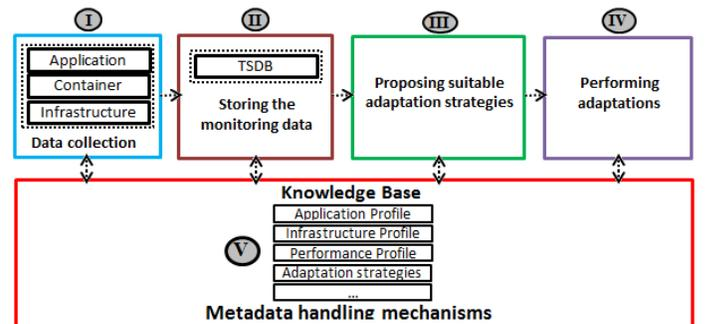 I
II
III
IV
Application
Container
Infrastructure
Data collection
TSDB
Storing the
monitoring data
Proposing suitable
adaptation strategies
Performing
adaptations
Knowledge Base
V
Application Profile
Infrastructure Profile
Performance Profile
Adaptation strategies
...
Metadata handling mechanisms